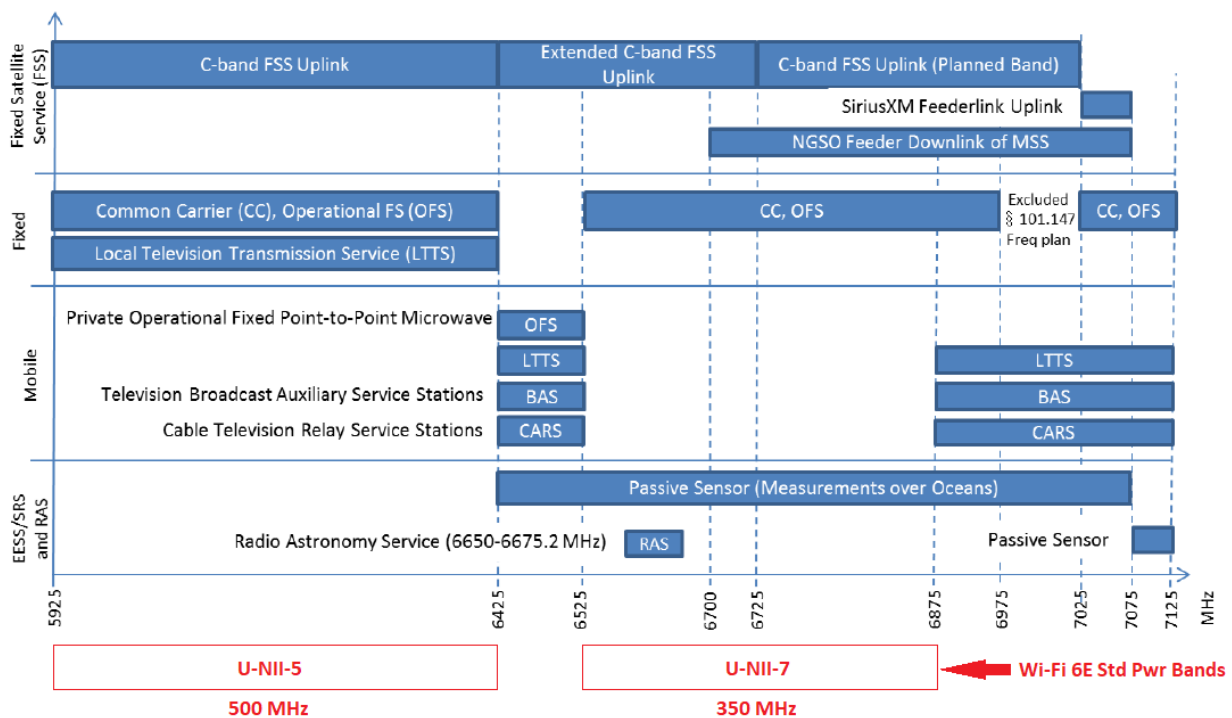 Fixed Satellite
Service (FSS)
C-band FSS Uplink
Extended C-band FSS
Uplink
C-band FSS Uplink (Planned Band)
SiriusXM Feederlink Uplink
NGSO Feeder Downlink of MSS
Fixed
Common Carrier (CC), Operational FS (OFS)
CC, OFS
Excluded
§ 101.147
Freq plan
CC, OFS
Local Television Transmission Service (LTTS)
Mobile
Private Operational Fixed Point-to-Point Microwave
OFS
LTTS
LTTS
Television Broadcast Auxiliary Service Stations
BAS
BAS
Cable Television Relay Service Stations
CARS
CARS
EESS/SRS
and RAS
Passive Sensor (Measurements over Oceans)
Radio Astronomy Service (6650-6675.2 MHz)
RAS
Passive Sensor
5925
6425
6525
6700
6725
6875
6975
7025
7075
7125
MHz
U-NII-5
U-NII-7
Wi-Fi 6E Std Pwr Bands
500 MHz
350 MHz